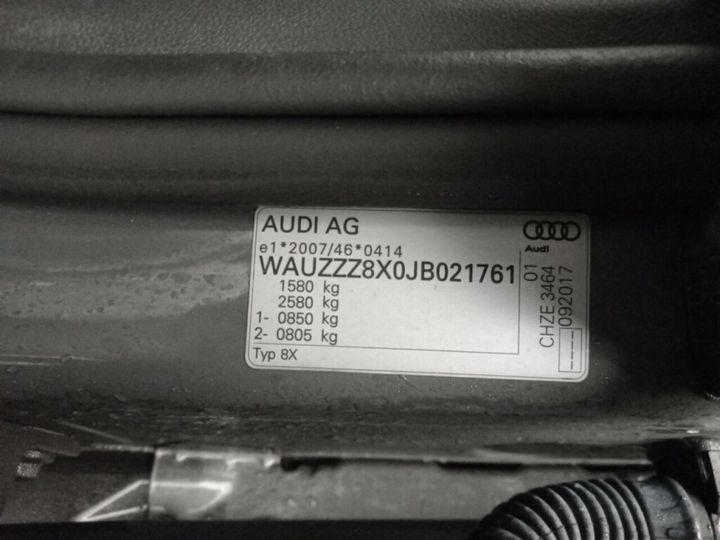 AUDI AG
e1*2007/46*0414
WAUZZZ8X0JB021761
1580 kg
2580 kg
1- 0850 kg
2- 0805 kg
Typ 8X
Audi
01
CHZE 3464
---- 092017